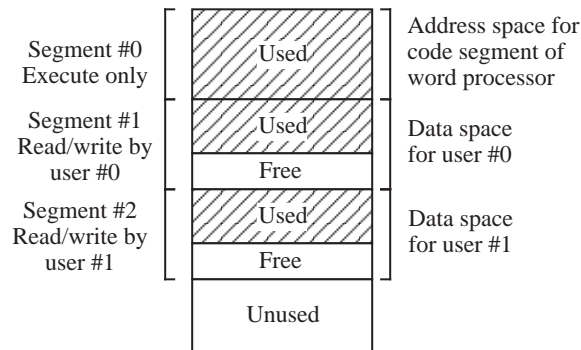 Segment #0
Execute only
Used
Address space for
code segment of
word processor
Segment #1
Read/write by
user #0
Used
Free
Data space
for user #0
Segment #2
Read/write by
user #1
Used
Free
Data space
for user #1
Unused